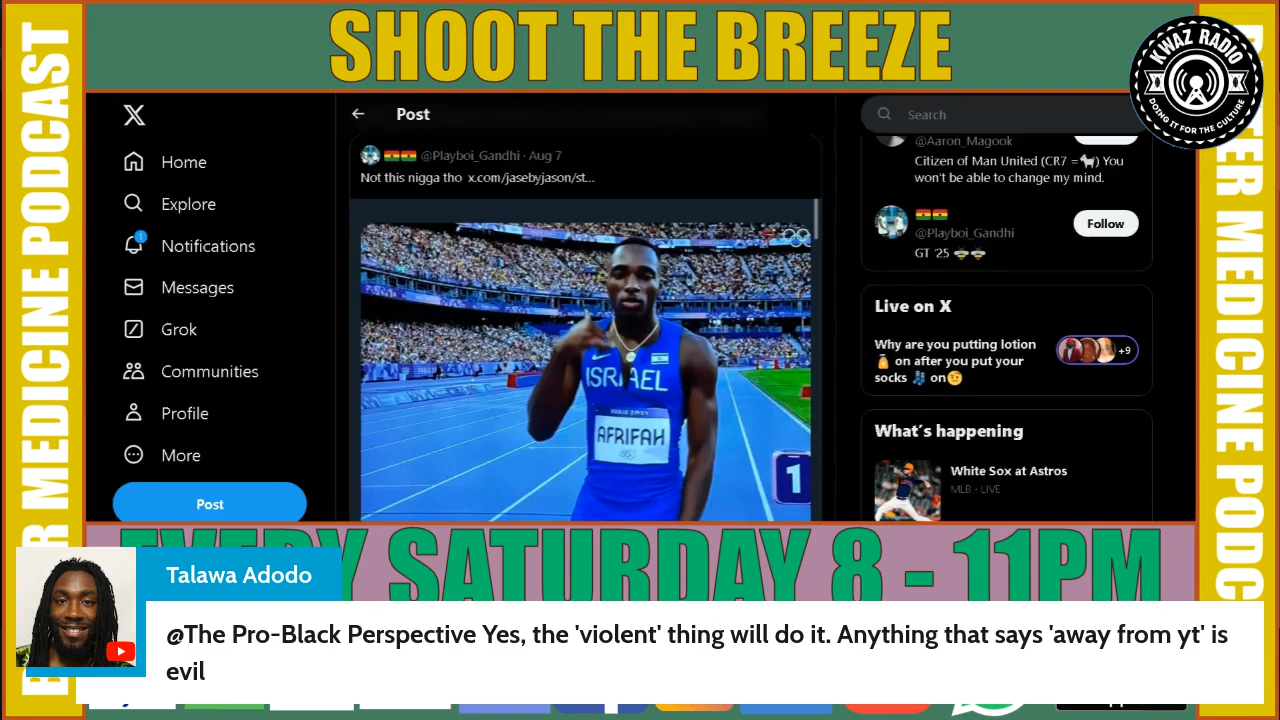 SHOOT THE BREEZE
KWAZ RADIO
DOING IT FOR THE CULTURE
MEDICINE PODCAST
X
Home
Explore
1
Notifications
Messages
Grok
Communities
Profile
More
Post
Post
@Playboi_Gandhi · Aug 7
Not this nigga tho x.com/jasebyjason/st...
ISRAEL
PARIS 2024
AFRIFAH
1
Search
@Aaron_Magook
Citizen of Man United (CR7 =🐐) You
won't be able to change my mind.
@Playboi_Gandhi
Follow
GT '25 🐝🐝
Live on X
Why are you putting lotion
🧴 on after you put your
socks 🧦 on🤨
+9
What's happening
White Sox at Astros
MLB · LIVE
MEDICINE
EVERY SATURDAY 8 - 11PM
Talawa Adodo
@The Pro-Black Perspective Yes, the 'violent' thing will do it. Anything that says 'away from yt' is
evil